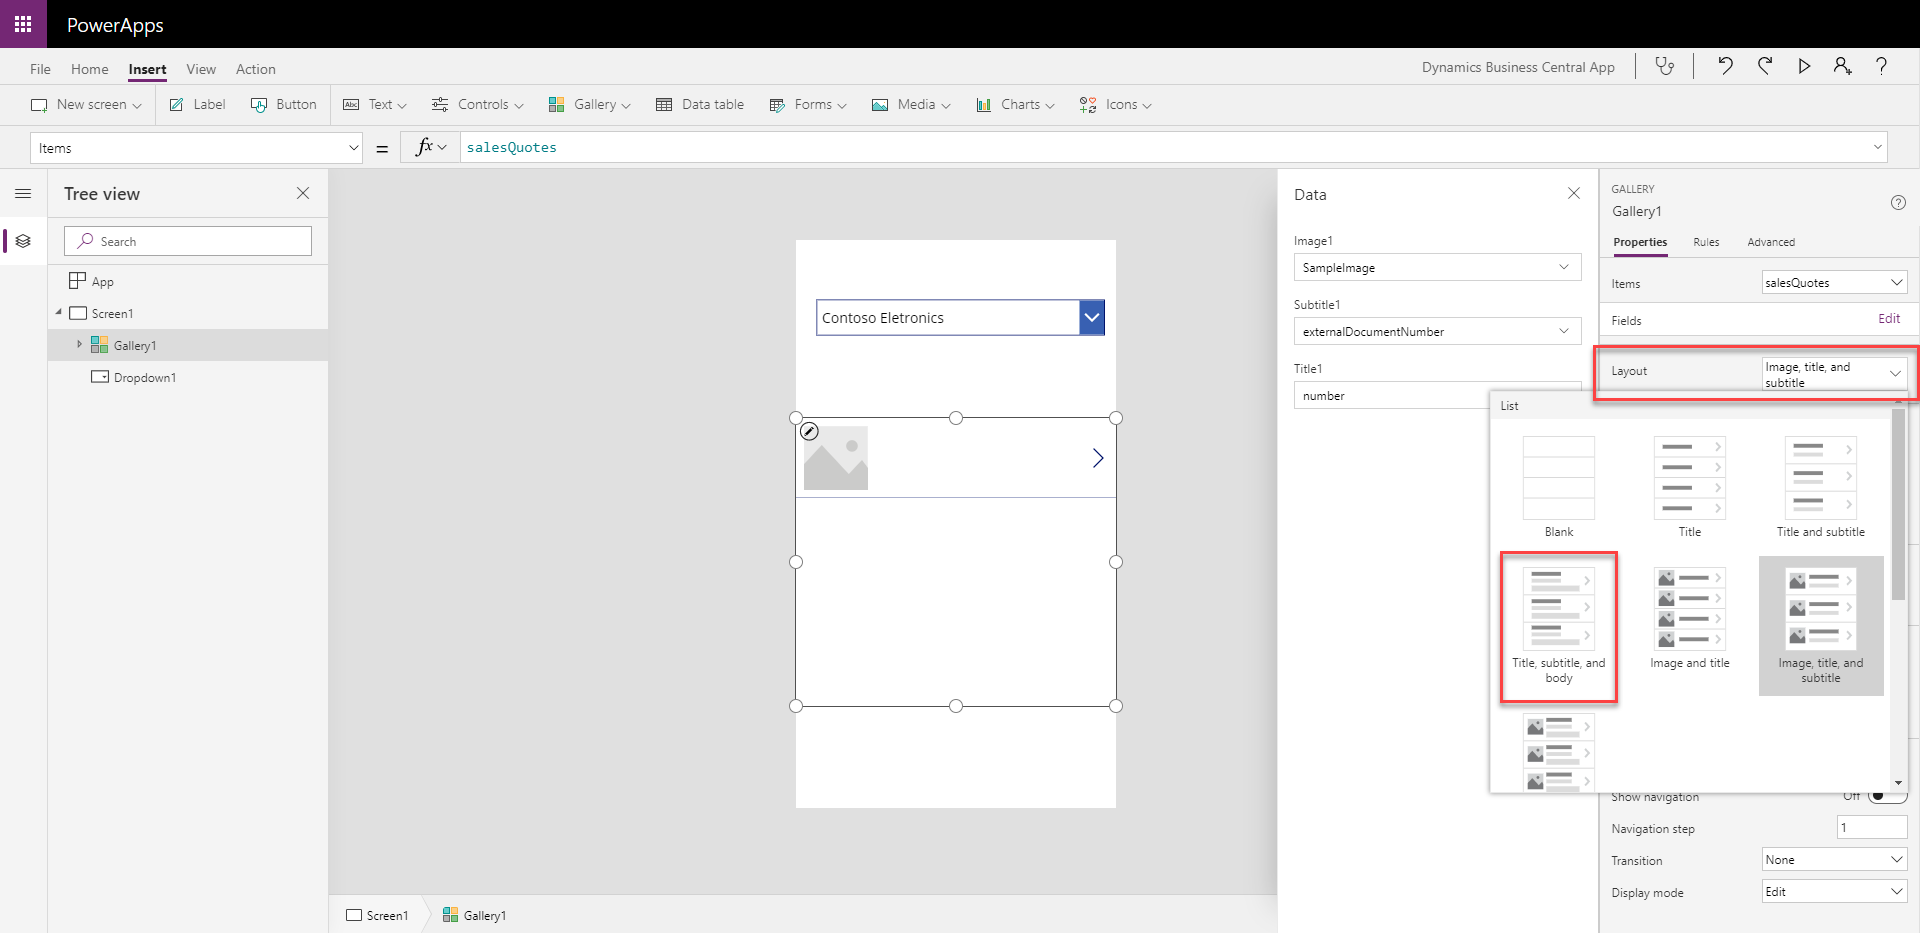 PowerApps
File Home Insert View Action
Dynamics Business Central App
New screen Label Button Text Controls Gallery Data table Forms Media Charts Icons
Items = fx salesQuotes
Tree view
Search
App
Screen1
Gallery1
Dropdown1
Contoso Eletronics
Screen1 Gallery1
Data
Image1
SampleImage
Subtitle1
externalDocumentNumber
Title1
number
GALLERY
Gallery1
Properties Rules Advanced
Items salesQuotes
Fields Edit
Layout Image, title, and
subtitle
List
Blank Title Title and subtitle
Title, subtitle, and
body
Image and title
Image, title, and
subtitle
Show navigation Off
Navigation step 1
Transition None
Display mode Edit